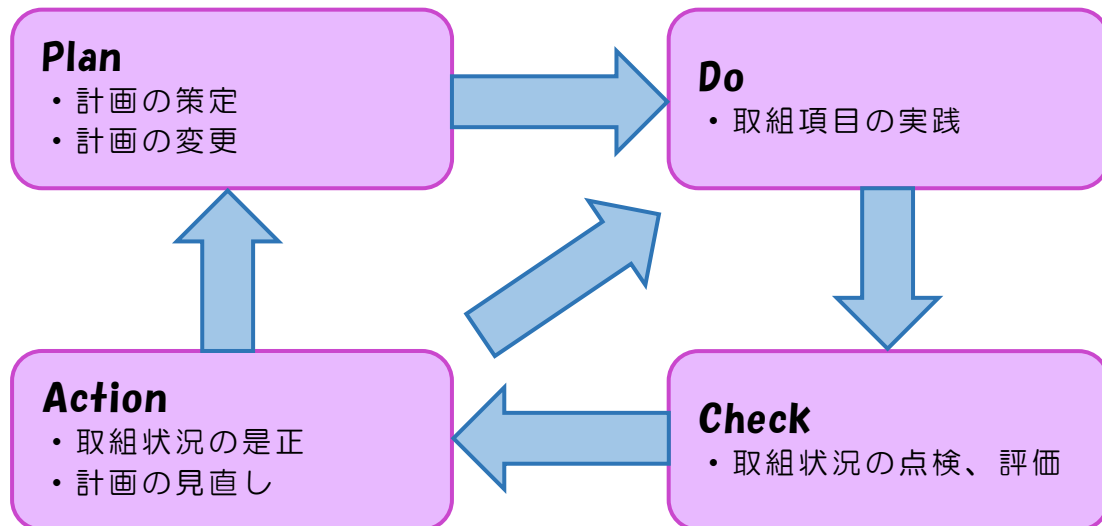 Plan
・計画の策定
・計画の変更
Do
・取組項目の実践
Action
・取組状況の是正
・計画の見直し
Check
・取組状況の点検、評価